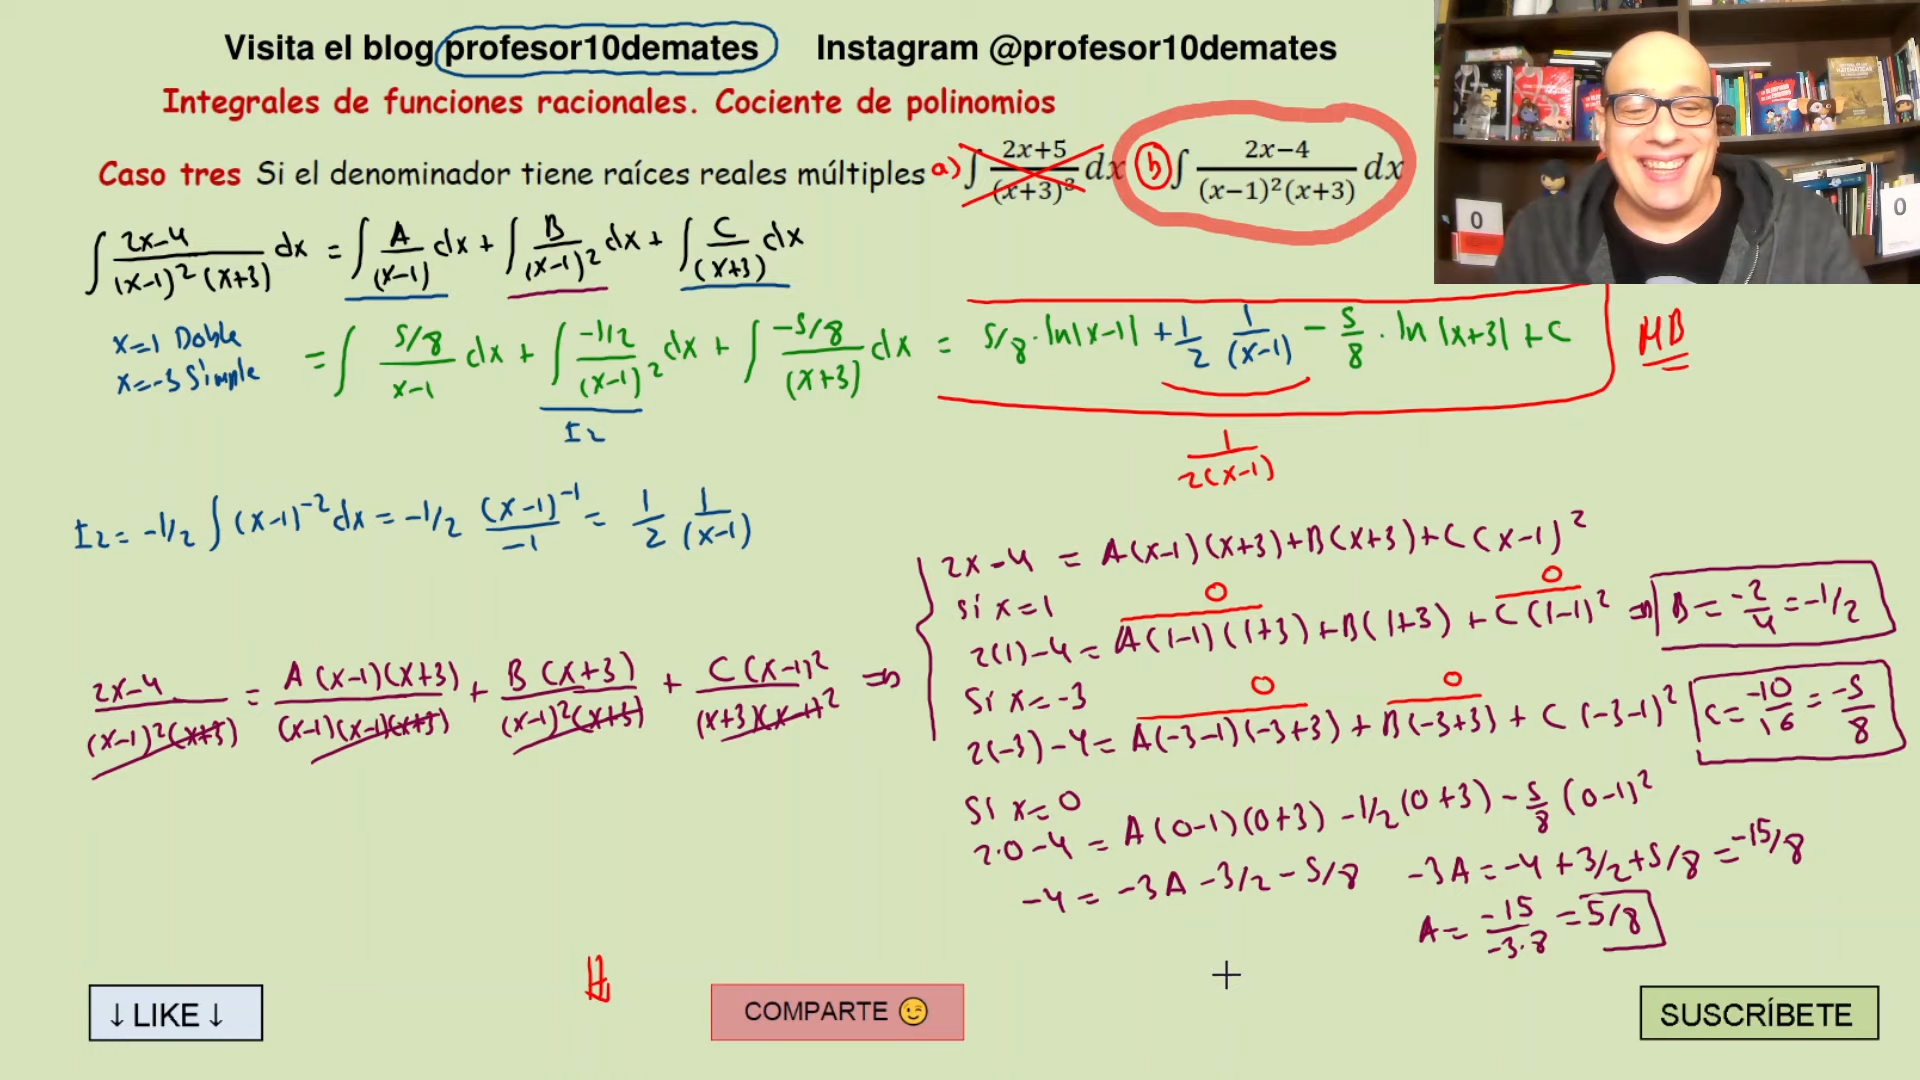 Visita el blog profesor10demates Instagram @profesor10demates
Integrales de funciones racionales. Cociente de polinomios
Caso tres Si el denominador tiene raíces reales múltiples a) ∫ (2x+5)/(x+3)² dx b) ∫ (2x−4)/((x−1)²(x+3)) dx
∫ (2x-4)/((x-1)²(x+3)) dx = ∫ A/(x-1) dx + ∫ B/(x-1)² dx + ∫ C/(x+3) dx
x=1 Doble
x=-3 Simple
= ∫ (5/8)/(x-1) dx + ∫ (-1/2)/(x-1)² dx + ∫ (-5/8)/(x+3) dx = 5/8 · ln|x-1| + 1/2 1/(x-1) - 5/8 · ln|x+3| + C
MB
I2
1/(2(x-1))
I2 = -1/2 ∫ (x-1)^-2 dx = -1/2 (x-1)^-1/-1 = 1/2 1/(x-1)
(2x-4)/((x-1)²(x+3)) = A(x-1)(x+3)/((x-1)(x-1)(x+3)) + B(x+3)/((x-1)²(x+3)) + C(x-1)²/((x+3)(x-1)²) ⇒
2x-4 = A(x-1)(x+3)+B(x+3)+C(x-1)²
Si x=1
0 0
2(1)-4 = A(1-1)(1+3)+B(1+3)+C(1-1)² ⇒ B = -2/4 = -1/2
Si x=-3
0 0
2(-3)-4 = A(-3-1)(-3+3)+B(-3+3)+C(-3-1)² C = -10/16 = -5/8
Si x=0
2·0-4 = A(0-1)(0+3) -1/2(0+3) - 5/8 (0-1)²
-4 = -3A -3/2 - 5/8 -3A = -4 + 3/2 + 5/8 = -15/8
A = -15/-3·8 = 5/8
↓ LIKE ↓
COMPARTE 😉
SUSCRÍBETE
0
0